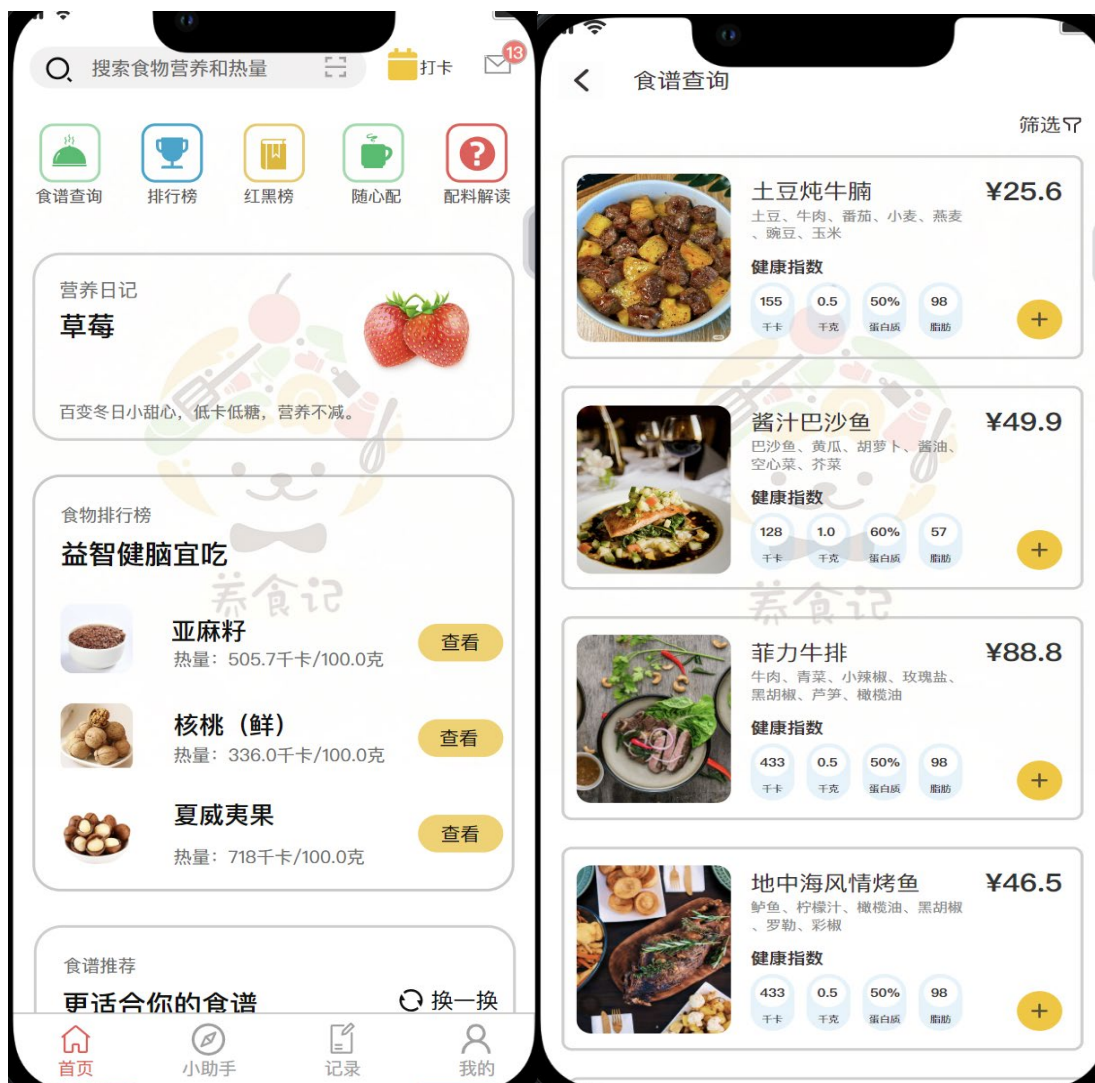 搜索食物营养和热量
打卡
13
食谱查询
排行榜
红黑榜
随心配
配料解读
营养日记
草莓
百变冬日小甜心，低卡低糖，营养不减。
食物排行榜
益智健脑宜吃
养食记
亚麻籽
热量：505.7千卡/100.0克
查看
核桃（鲜）
热量：336.0千卡/100.0克
查看
夏威夷果
热量：718千卡/100.0克
查看
食谱推荐
更适合你的食谱
换一换
首页
小助手
记录
我的
食谱查询
筛选
土豆炖牛腩
¥25.6
土豆、牛肉、番茄、小麦、燕麦
、豌豆、玉米
健康指数
155 0.5 50% 98
千卡 千克 蛋白质 脂肪
酱汁巴沙鱼
¥49.9
巴沙鱼、黄瓜、胡萝卜、酱油、
空心菜、芥菜
健康指数
128 1.0 60% 57
千卡 千克 蛋白质 脂肪
养食记
菲力牛排
¥88.8
牛肉、青菜、小辣椒、玫瑰盐、
黑胡椒、芦笋、橄榄油
健康指数
433 0.5 50% 98
千卡 千克 蛋白质 脂肪
地中海风情烤鱼
¥46.5
鲈鱼、柠檬汁、橄榄油、黑胡椒
、罗勒、彩椒
健康指数
433 0.5 50% 98
千卡 千克 蛋白质 脂肪